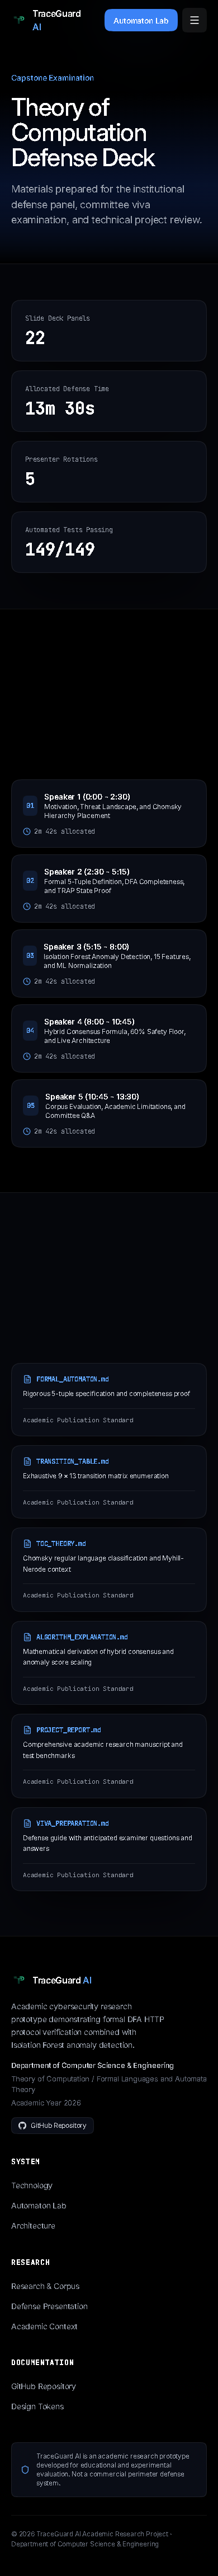 TraceGuard
AI
Automaton Lab
Capstone Examination
Theory of
Computation
Defense Deck
Materials prepared for the institutional
defense panel, committee viva
examination, and technical project review.
Slide Deck Panels
22
Allocated Defense Time
13m 30s
Presenter Rotations
5
Automated Tests Passing
149/149
01
Speaker 1 (0:00 - 2:30)
Motivation, Threat Landscape, and Chomsky
Hierarchy Placement
2m 42s allocated
02
Speaker 2 (2:30 - 5:15)
Formal 5-Tuple Definition, DFA Completeness,
and TRAP State Proof
2m 42s allocated
03
Speaker 3 (5:15 - 8:00)
Isolation Forest Anomaly Detection, 15 Features,
and ML Normalization
2m 42s allocated
04
Speaker 4 (8:00 - 10:45)
Hybrid Consensus Formula, 60% Safety Floor,
and Live Architecture
2m 42s allocated
05
Speaker 5 (10:45 - 13:30)
Corpus Evaluation, Academic Limitations, and
Committee Q&A
2m 42s allocated
FORMAL_AUTOMATON.md
Rigorous 5-tuple specification and completeness proof
Academic Publication Standard
TRANSITION_TABLE.md
Exhaustive 9 × 13 transition matrix enumeration
Academic Publication Standard
TOC_THEORY.md
Chomsky regular language classification and Myhill-
Nerode context
Academic Publication Standard
ALGORITHM_EXPLANATION.md
Mathematical derivation of hybrid consensus and
anomaly score scaling
Academic Publication Standard
PROJECT_REPORT.md
Comprehensive academic research manuscript and
test benchmarks
Academic Publication Standard
VIVA_PREPARATION.md
Defense guide with anticipated examiner questions and
answers
Academic Publication Standard
TraceGuard AI
Academic cybersecurity research
prototype demonstrating formal DFA HTTP
protocol verification combined with
Isolation Forest anomaly detection.
Department of Computer Science & Engineering
Theory of Computation / Formal Languages and Automata
Theory
Academic Year 2026
GitHub Repository
SYSTEM
Technology
Automaton Lab
Architecture
RESEARCH
Research & Corpus
Defense Presentation
Academic Context
DOCUMENTATION
GitHub Repository
Design Tokens
TraceGuard AI is an academic research prototype
developed for educational and experimental
evaluation. Not a commercial perimeter defense
system.
© 2026 TraceGuard AI Academic Research Project ·
Department of Computer Science & Engineering